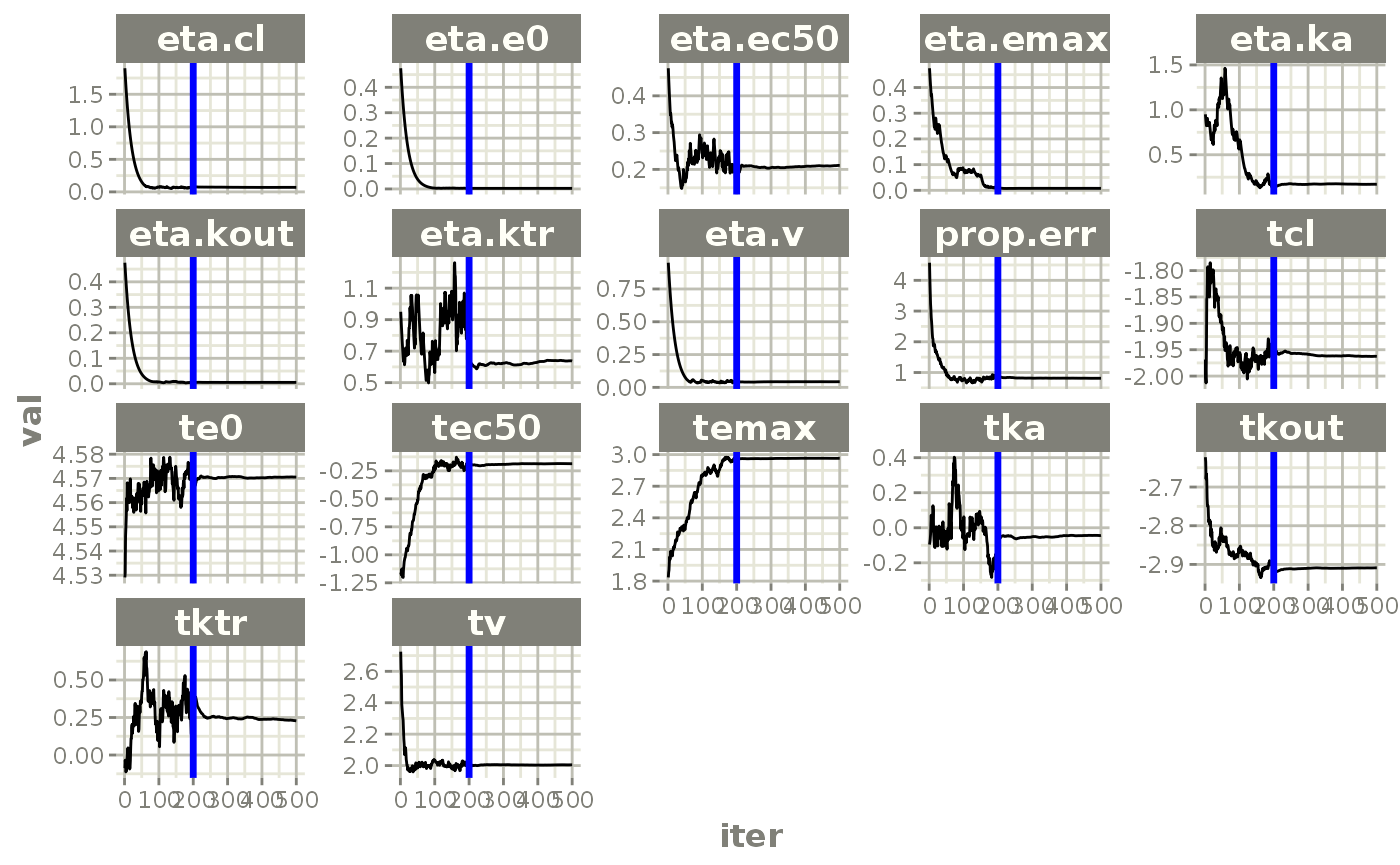 eta.cl eta.e0 eta.ec50 eta.emax eta.ka
1.5 1.0 0.5 0.0
0.4 0.3 0.2 0.1 0.0
0.4 0.3 0.2
0.4 0.3 0.2 0.1 0.0
1.5 1.0 0.5
eta.kout eta.ktr eta.v prop.err tcl
0.4 0.3 0.2 0.1 0.0
1.1 0.9 0.7 0.5
0.75 0.50 0.25 0.00
4 3 2 1
-1.80 -1.85 -1.90 -1.95 -2.00
val
te0 tec50 temax tka tkout
4.58 4.57 4.56 4.55 4.54 4.53
-0.25 -0.50 -0.75 -1.00 -1.25
3.0 2.7 2.4 2.1 1.8
0.4 0.2 0.0 -0.2
-2.7 -2.8 -2.9
0 100 200 300 400 500
0 100 200 300 400 500
0 100 200 300 400 500
tktr tv
0.50 0.25 0.00
2.6 2.4 2.2 2.0
0 100 200 300 400 500
0 100 200 300 400 500
iter